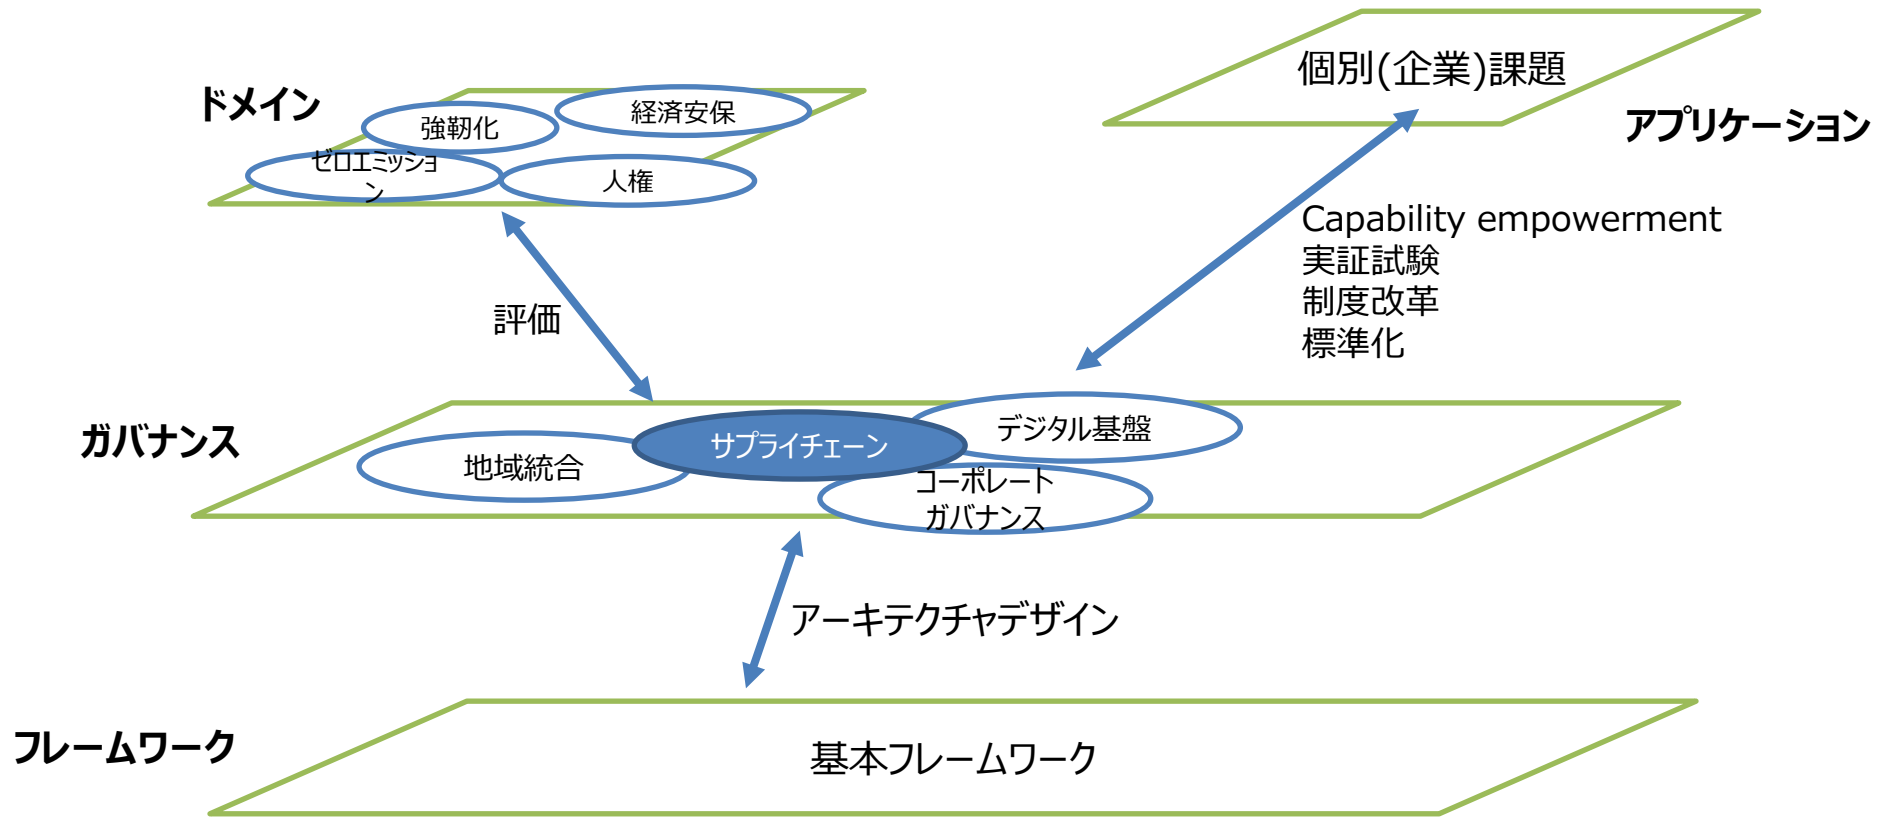 個別(企業)課題
ドメイン
アプリケーション
強靭化
経済安保
ゼロエミッショ
ン
人権
Capability empowerment
実証試験
制度改革
標準化
評価
ガバナンス
地域統合
サプライチェーン
デジタル基盤
コーポレート
ガバナンス
アーキテクチャデザイン
フレームワーク
基本フレームワーク